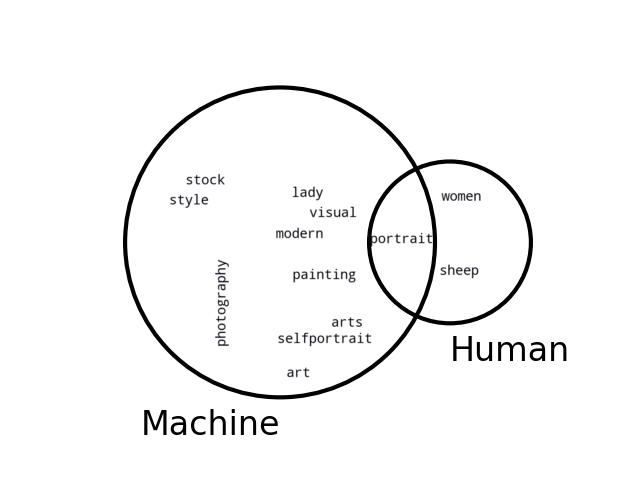 stock
style
lady
visual
modern
painting
photography
arts
selfportrait
art
portrait
women
sheep
Human
Machine